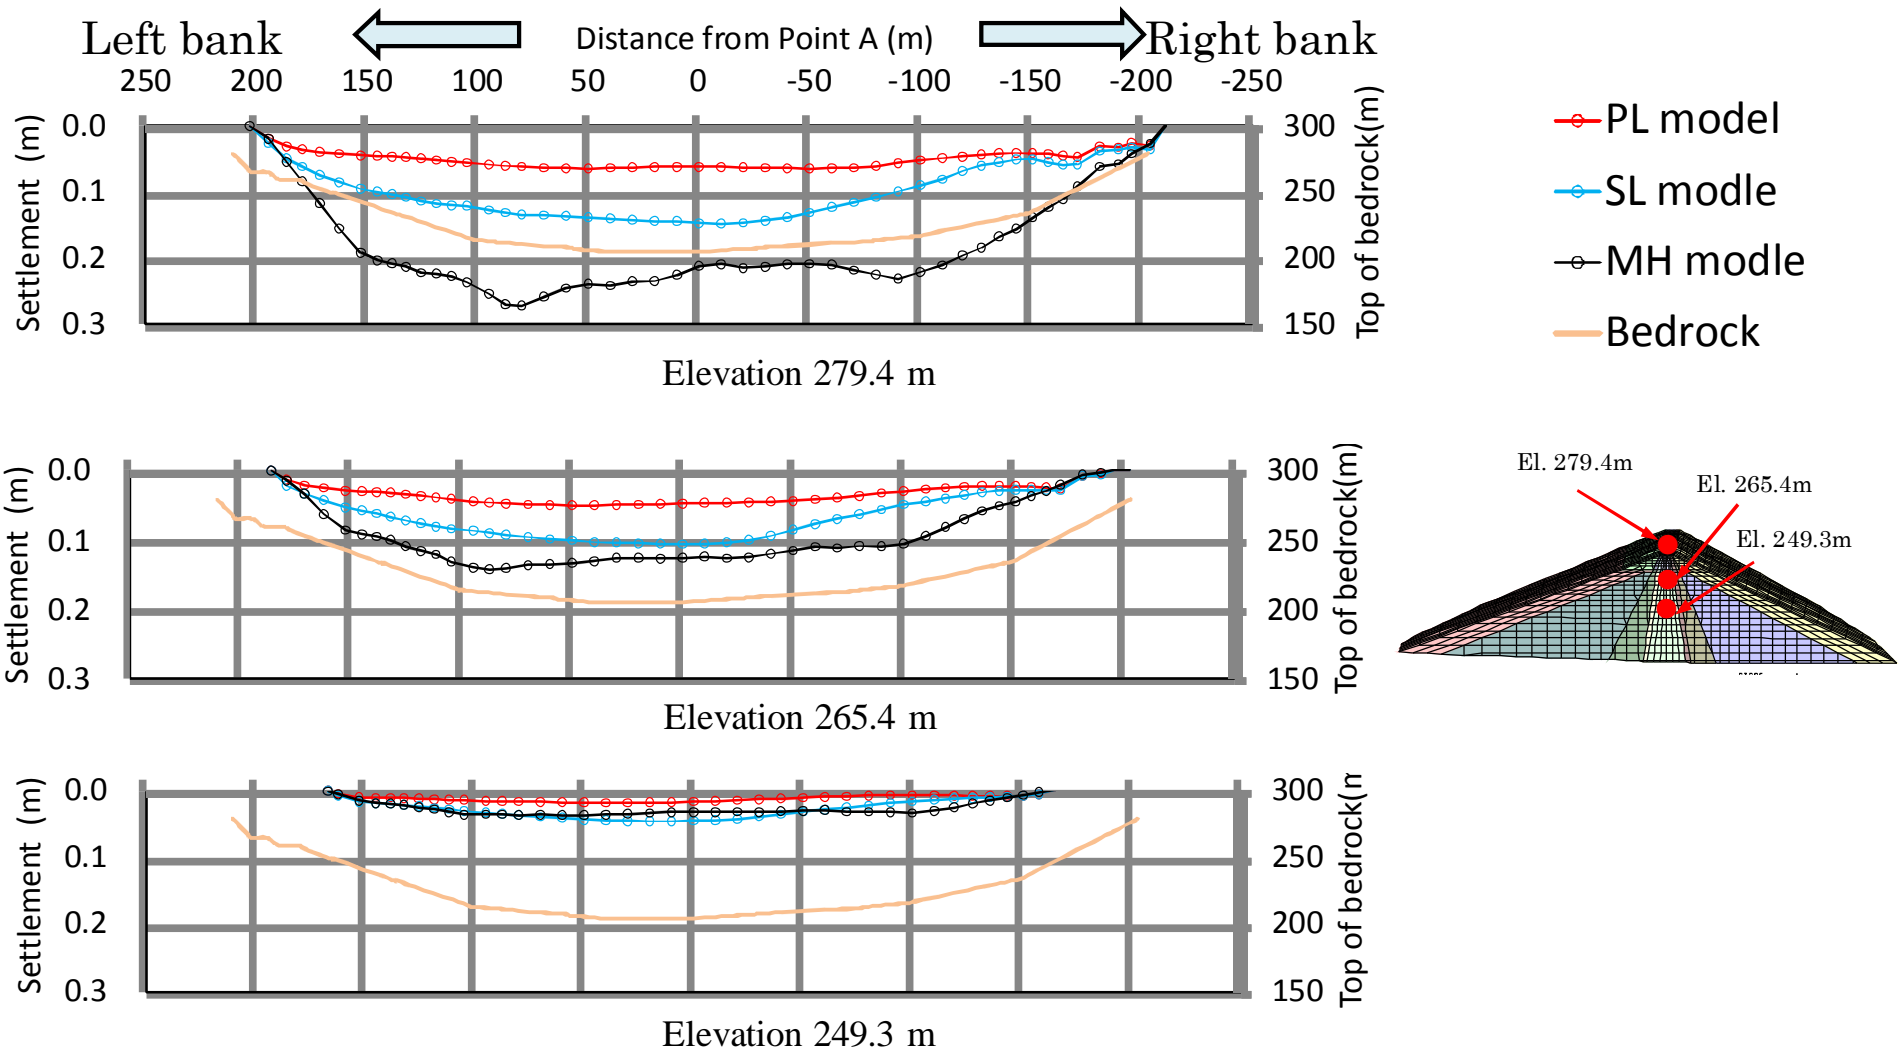 Left bank
Distance from Point A (m)
Right bank
250 200 150 100 50 0 -50 -100 -150 -200 -250
Settlement (m)
0.0
0.1
0.2
0.3
300
250
200
150
Top of bedrock(m)
Elevation 279.4 m
PL model
SL modle
MH modle
Bedrock
Settlement (m)
0.0
0.1
0.2
0.3
300
250
200
150
Top of bedrock(m)
Elevation 265.4 m
El. 279.4m
El. 265.4m
El. 249.3m
Settlement (m)
0.0
0.1
0.2
0.3
300
250
200
150
Top of bedrock(m
Elevation 249.3 m